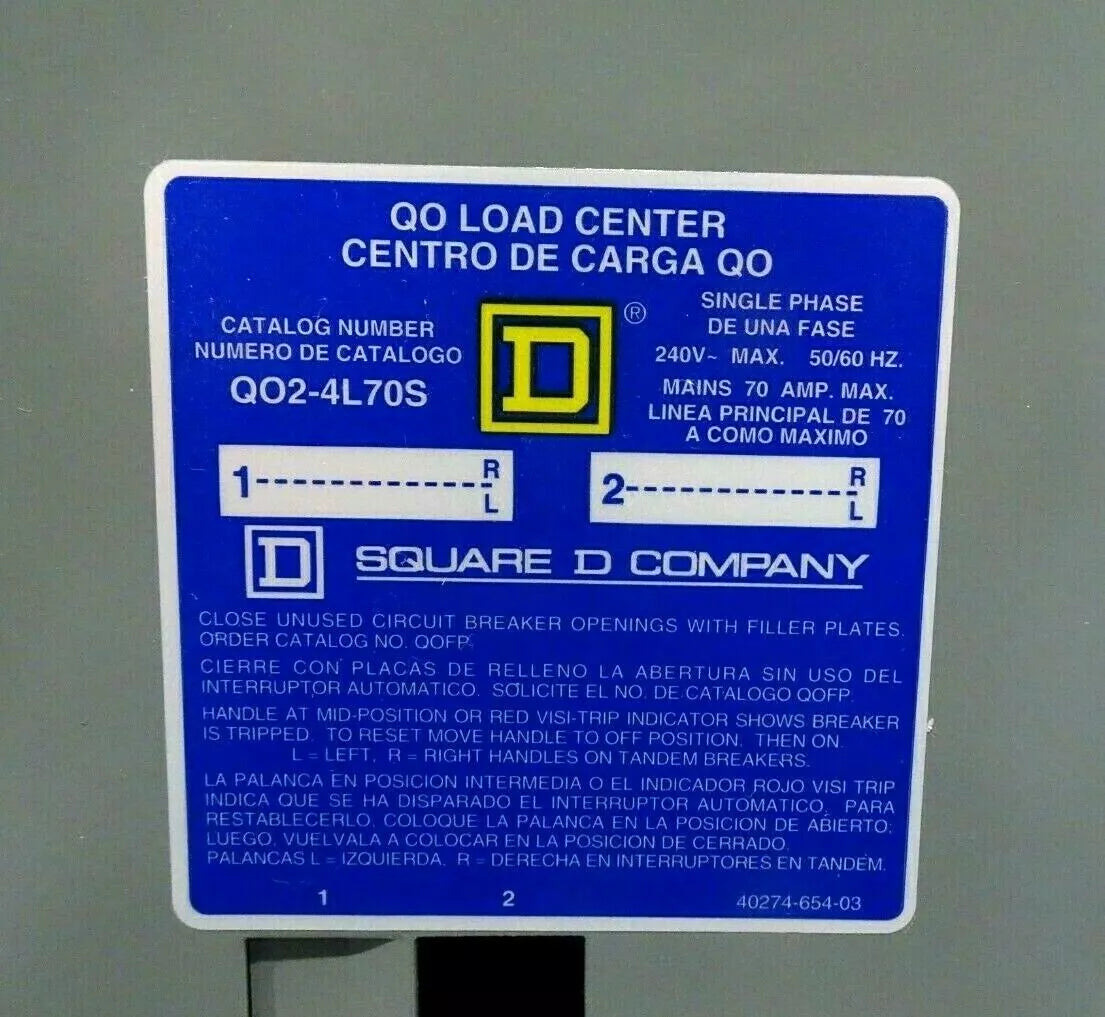 QO LOAD CENTER
CENTRO DE CARGA QO
CATALOG NUMBER
NUMERO DE CATALOGO
QO2-4L70S
D
®
SINGLE PHASE
DE UNA FASE
240V~ MAX. 50/60 HZ.
MAINS 70 AMP. MAX.
LINEA PRINCIPAL DE 70
A COMO MAXIMO
1------------- R
L
2------------- R
L
D SQUARE D COMPANY
CLOSE UNUSED CIRCUIT BREAKER OPENINGS WITH FILLER PLATES.
ORDER CATALOG NO. QOFP.
CIERRE CON PLACAS DE RELLENO LA ABERTURA SIN USO DEL
INTERRUPTOR AUTOMATICO. SOLICITE EL NO. DE CATALOGO QOFP.
HANDLE AT MID-POSITION OR RED VISI-TRIP INDICATOR SHOWS BREAKER
IS TRIPPED. TO RESET MOVE HANDLE TO OFF POSITION, THEN ON.
L = LEFT, R = RIGHT HANDLES ON TANDEM BREAKERS.
LA PALANCA EN POSICION INTERMEDIA O EL INDICADOR ROJO VISI TRIP
INDICA QUE SE HA DISPARADO EL INTERRUPTOR AUTOMATICO. PARA
RESTABLECERLO, COLOQUE LA PALANCA EN LA POSICION DE ABIERTO;
LUEGO, VUELVALA A COLOCAR EN LA POSICION DE CERRADO.
PALANCAS L = IZQUIERDA. R = DERECHA EN INTERRUPTORES EN TANDEM.
1 2 40274-654-03